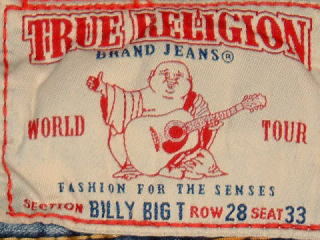 TRUE RELIGION
BRAND JEANS®
WORLD TOUR
FASHION FOR THE SENSES
SECTION BILLY BIG T ROW 28 SEAT 33